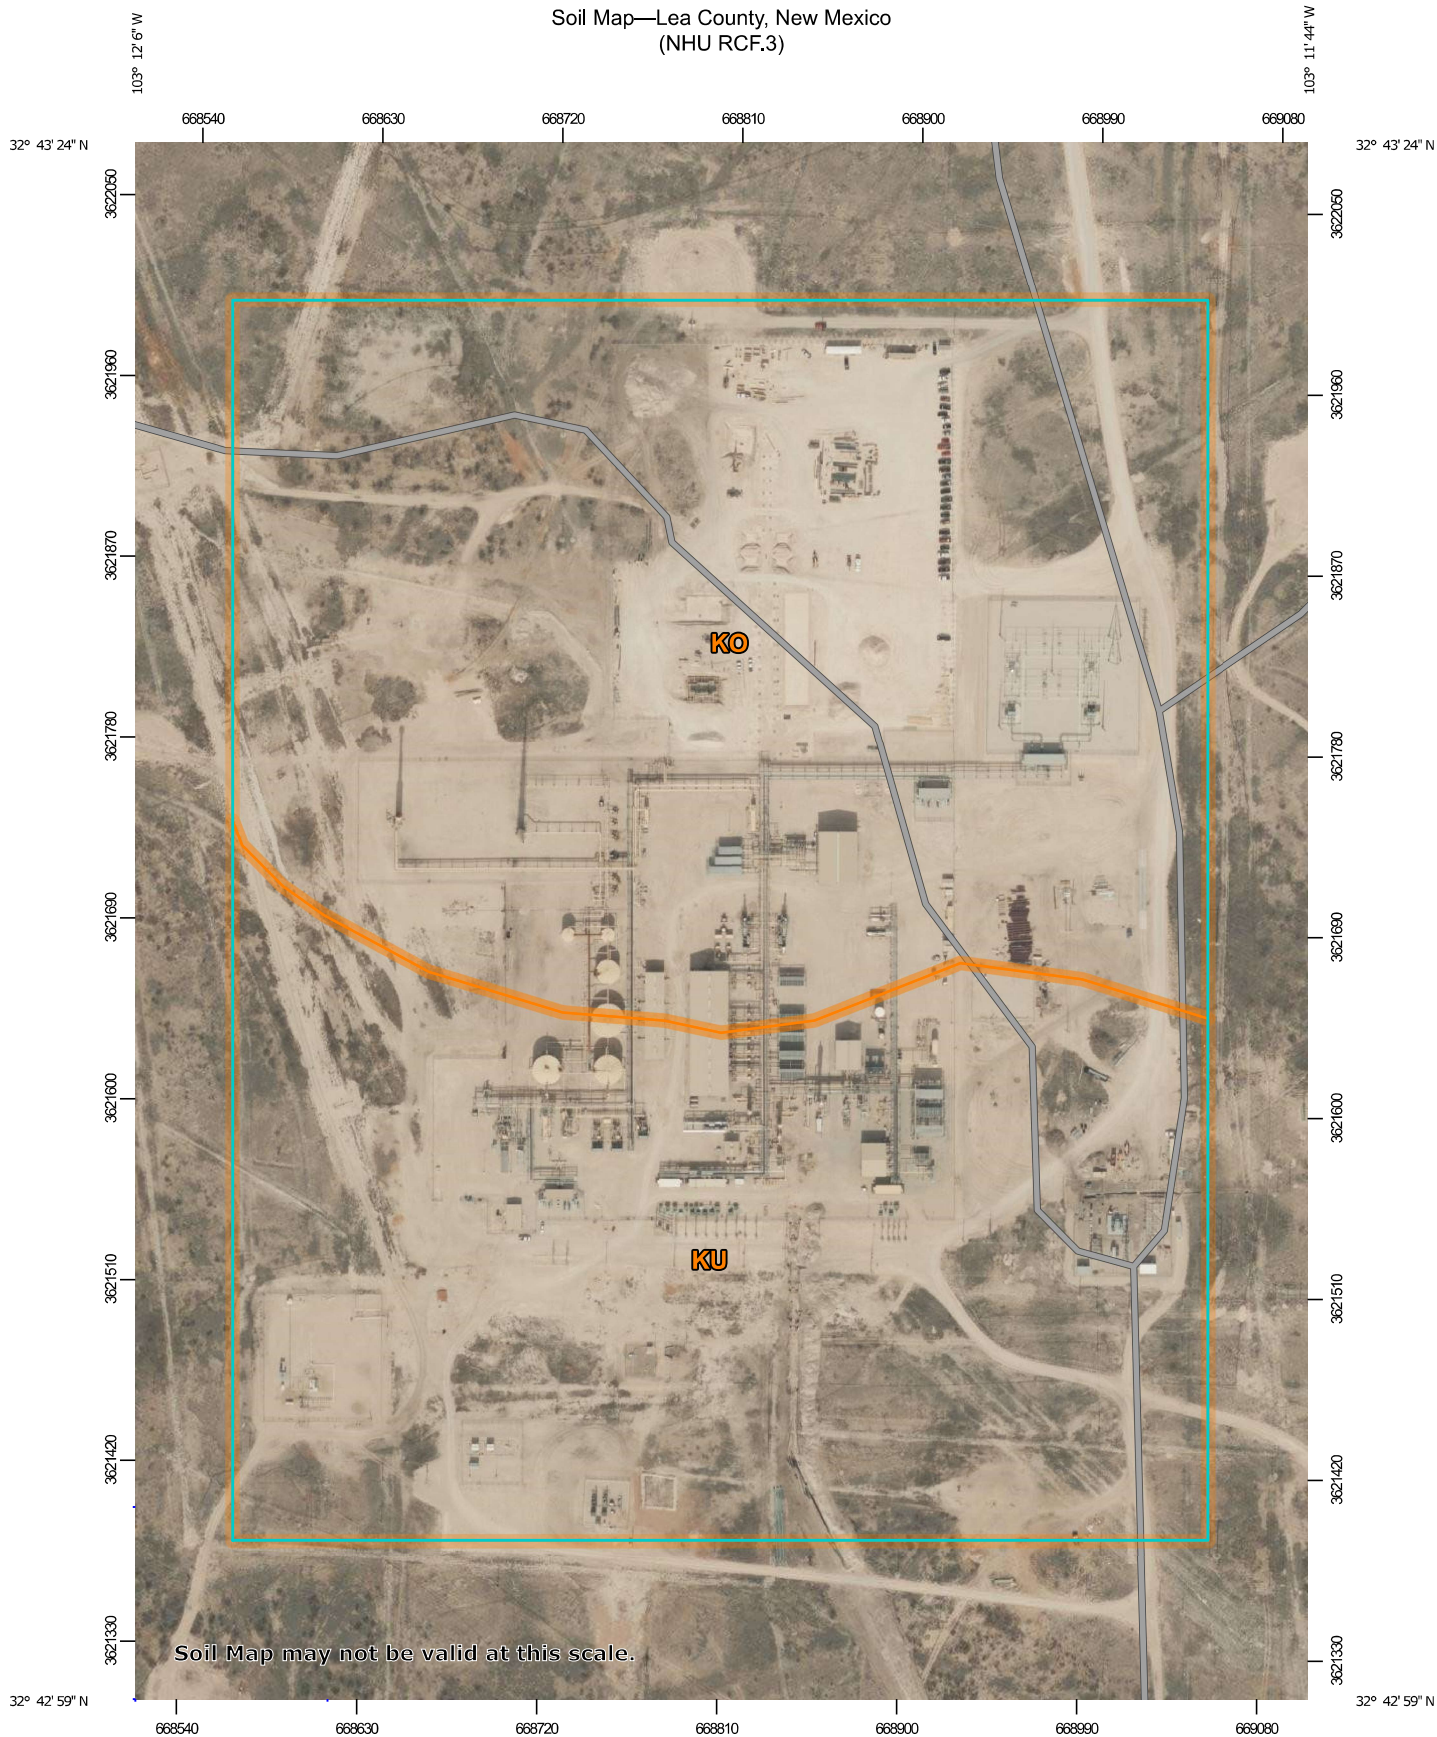 Soil Map—Lea County, New Mexico
(NHU RCF.3)
103° 12' 6" W
103° 11' 44" W
668540 668630 668720 668810 668900 668990 669080
32° 43' 24" N
32° 43' 24" N
3622050
3622050
3621960
3621960
3621870
3621870
KO
3621780
3621780
3621690
3621690
3621600
3621600
KU
3621510
3621510
3621420
3621420
3621330
3621330
Soil Map may not be valid at this scale.
32° 42' 59" N
32° 42' 59" N
668540 668630 668720 668810 668900 668990 669080